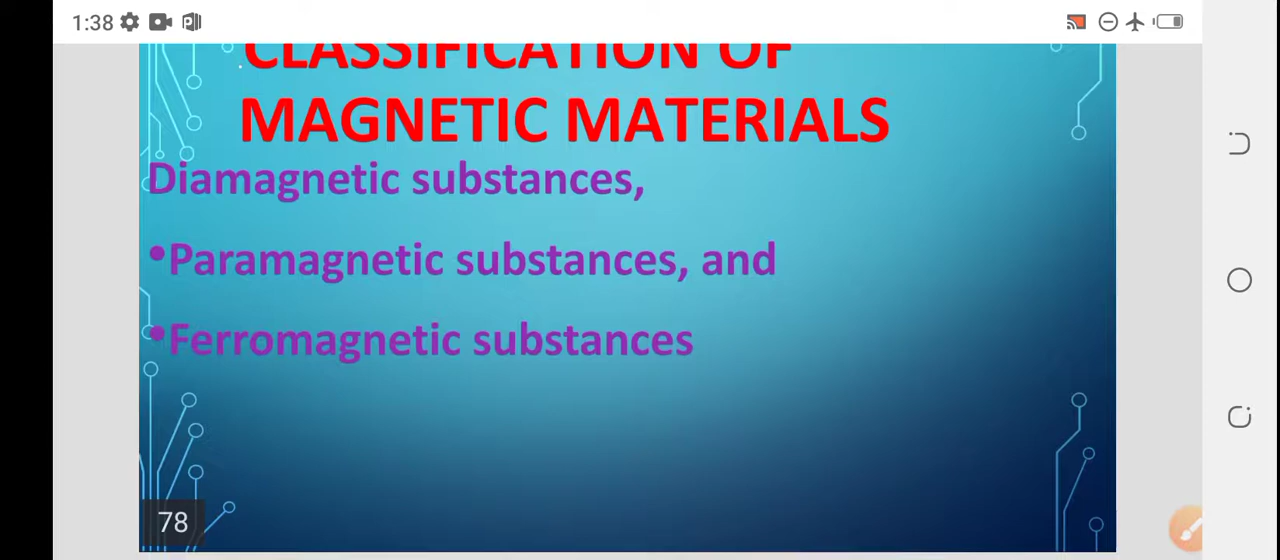 1:38
CLASSIFICATION OF
MAGNETIC MATERIALS
Diamagnetic substances,
•Paramagnetic substances, and
•Ferromagnetic substances
78